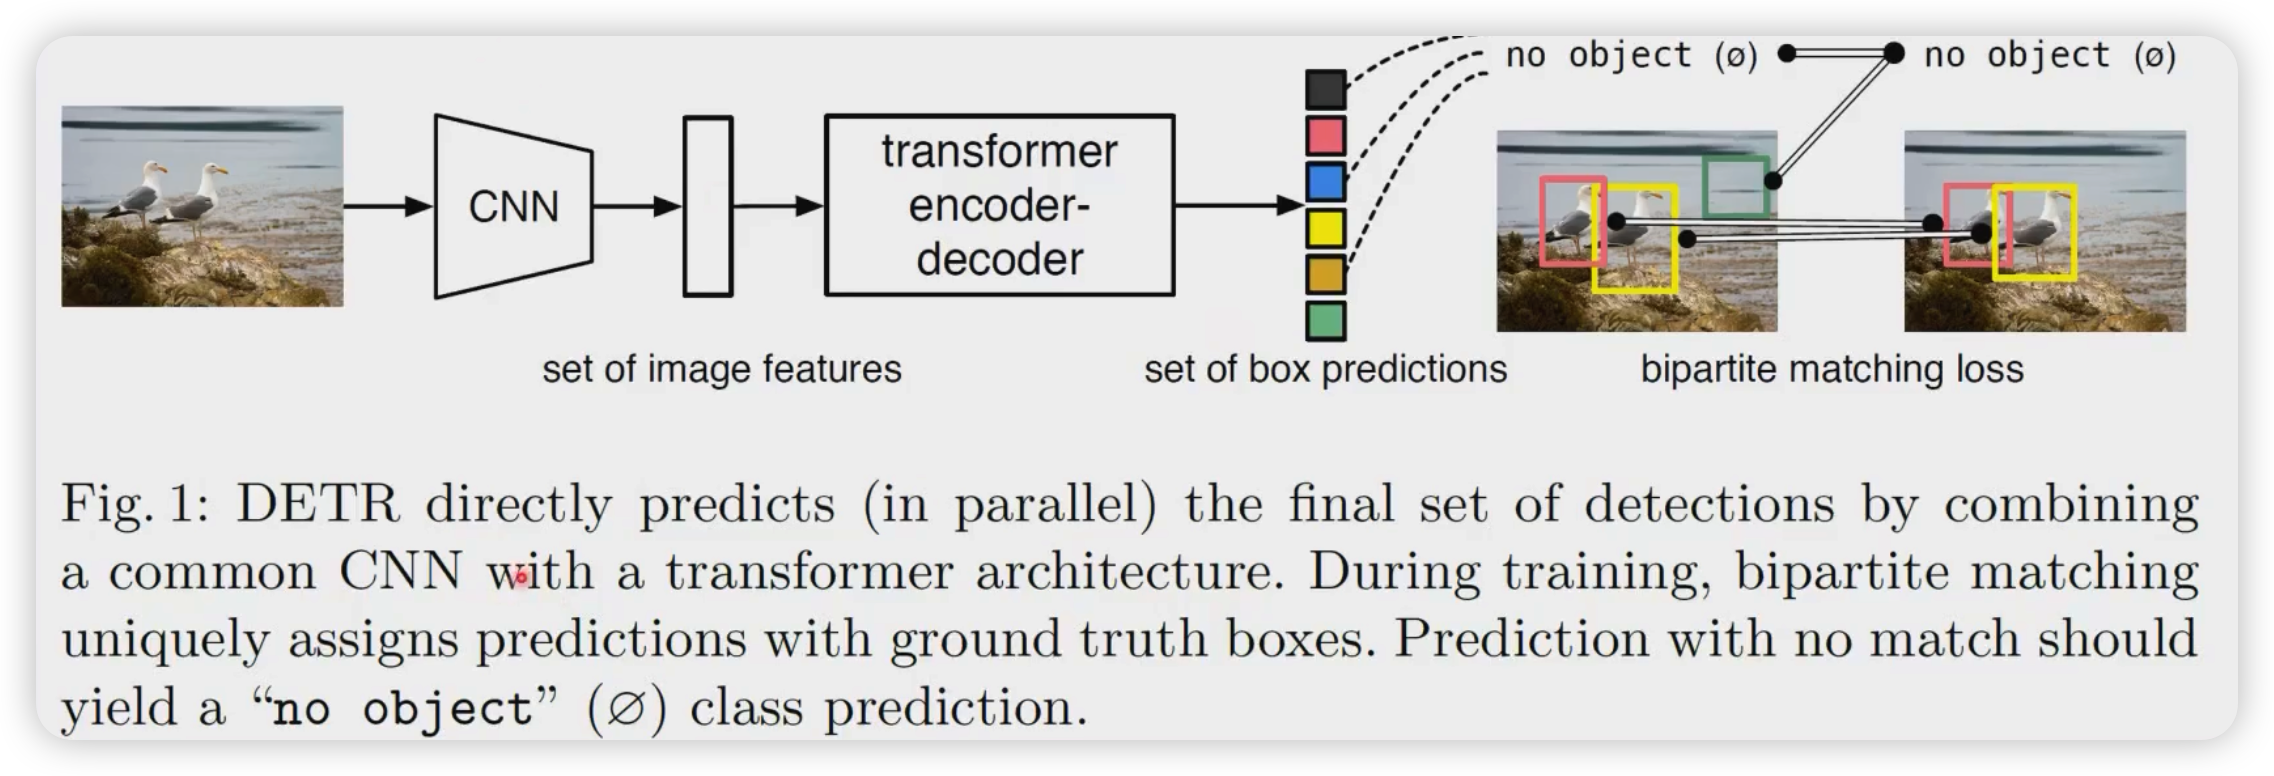 no object (ø)
no object (ø)
CNN
transformer
encoder-
decoder
set of image features
set of box predictions
bipartite matching loss
Fig. 1: DETR directly predicts (in parallel) the final set of detections by combining
a common CNN with a transformer architecture. During training, bipartite matching
uniquely assigns predictions with ground truth boxes. Prediction with no match should
yield a “no object” (∅) class prediction.